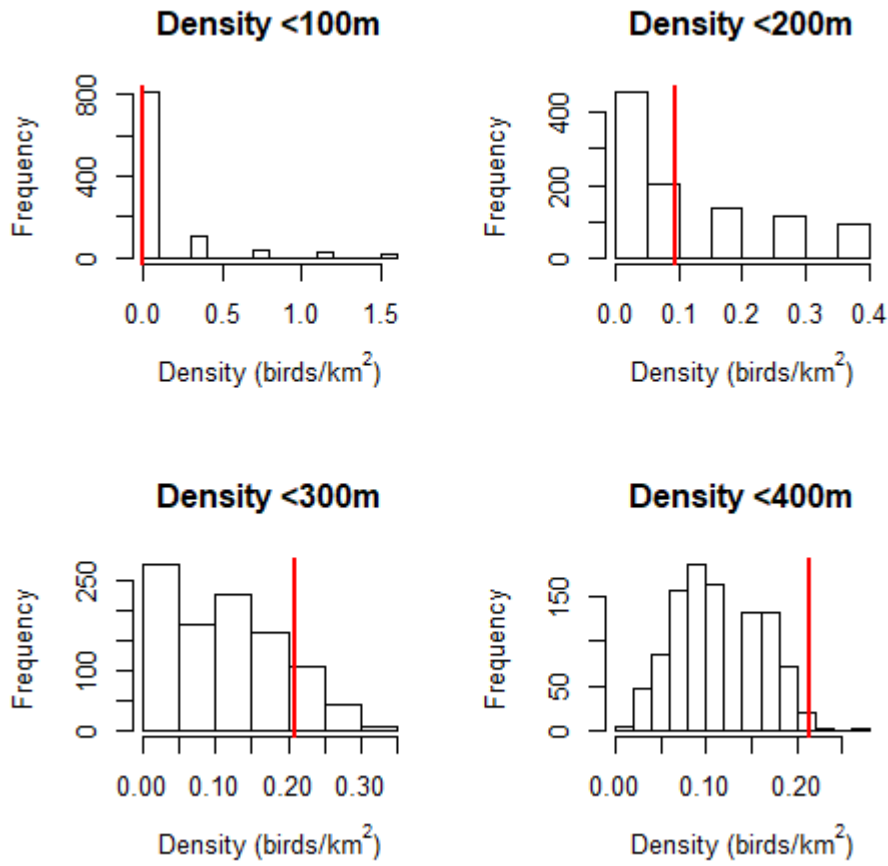 Density <100m
Frequency
0 400 800
0.0 0.5 1.0 1.5
Density (birds/km²)
Density <200m
Frequency
0 200 400
0.0 0.1 0.2 0.3 0.4
Density (birds/km²)
Density <300m
Frequency
0 100 250
0.00 0.10 0.20 0.30
Density (birds/km²)
Density <400m
Frequency
0 50 150
0.00 0.10 0.20
Density (birds/km²)